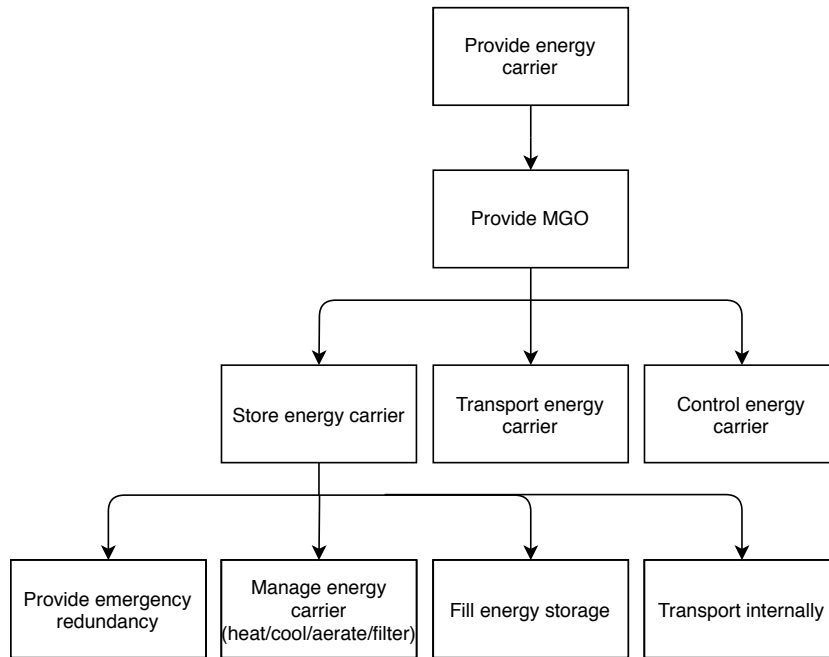 Provide energy
carrier
Provide MGO
Store energy carrier
Transport energy
carrier
Control energy
carrier
Provide emergency
redundancy
Manage energy
carrier
(heat/cool/aerate/filter)
Fill energy storage
Transport internally